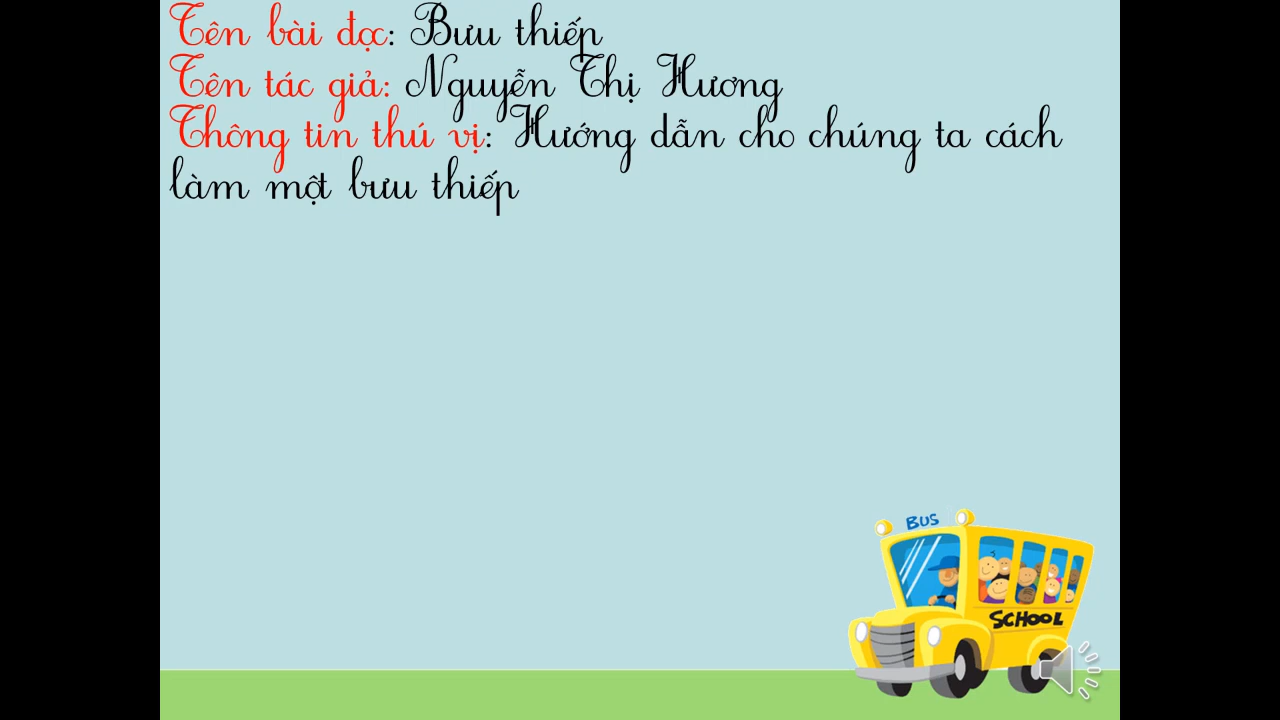 Tên bài đọc: Bưu thiếp
Tên tác giả: Nguyễn Thị Hương
Thông tin thú vị: Hướng dẫn cho chúng ta cách
làm một bưu thiếp
BUS
SCHOOL